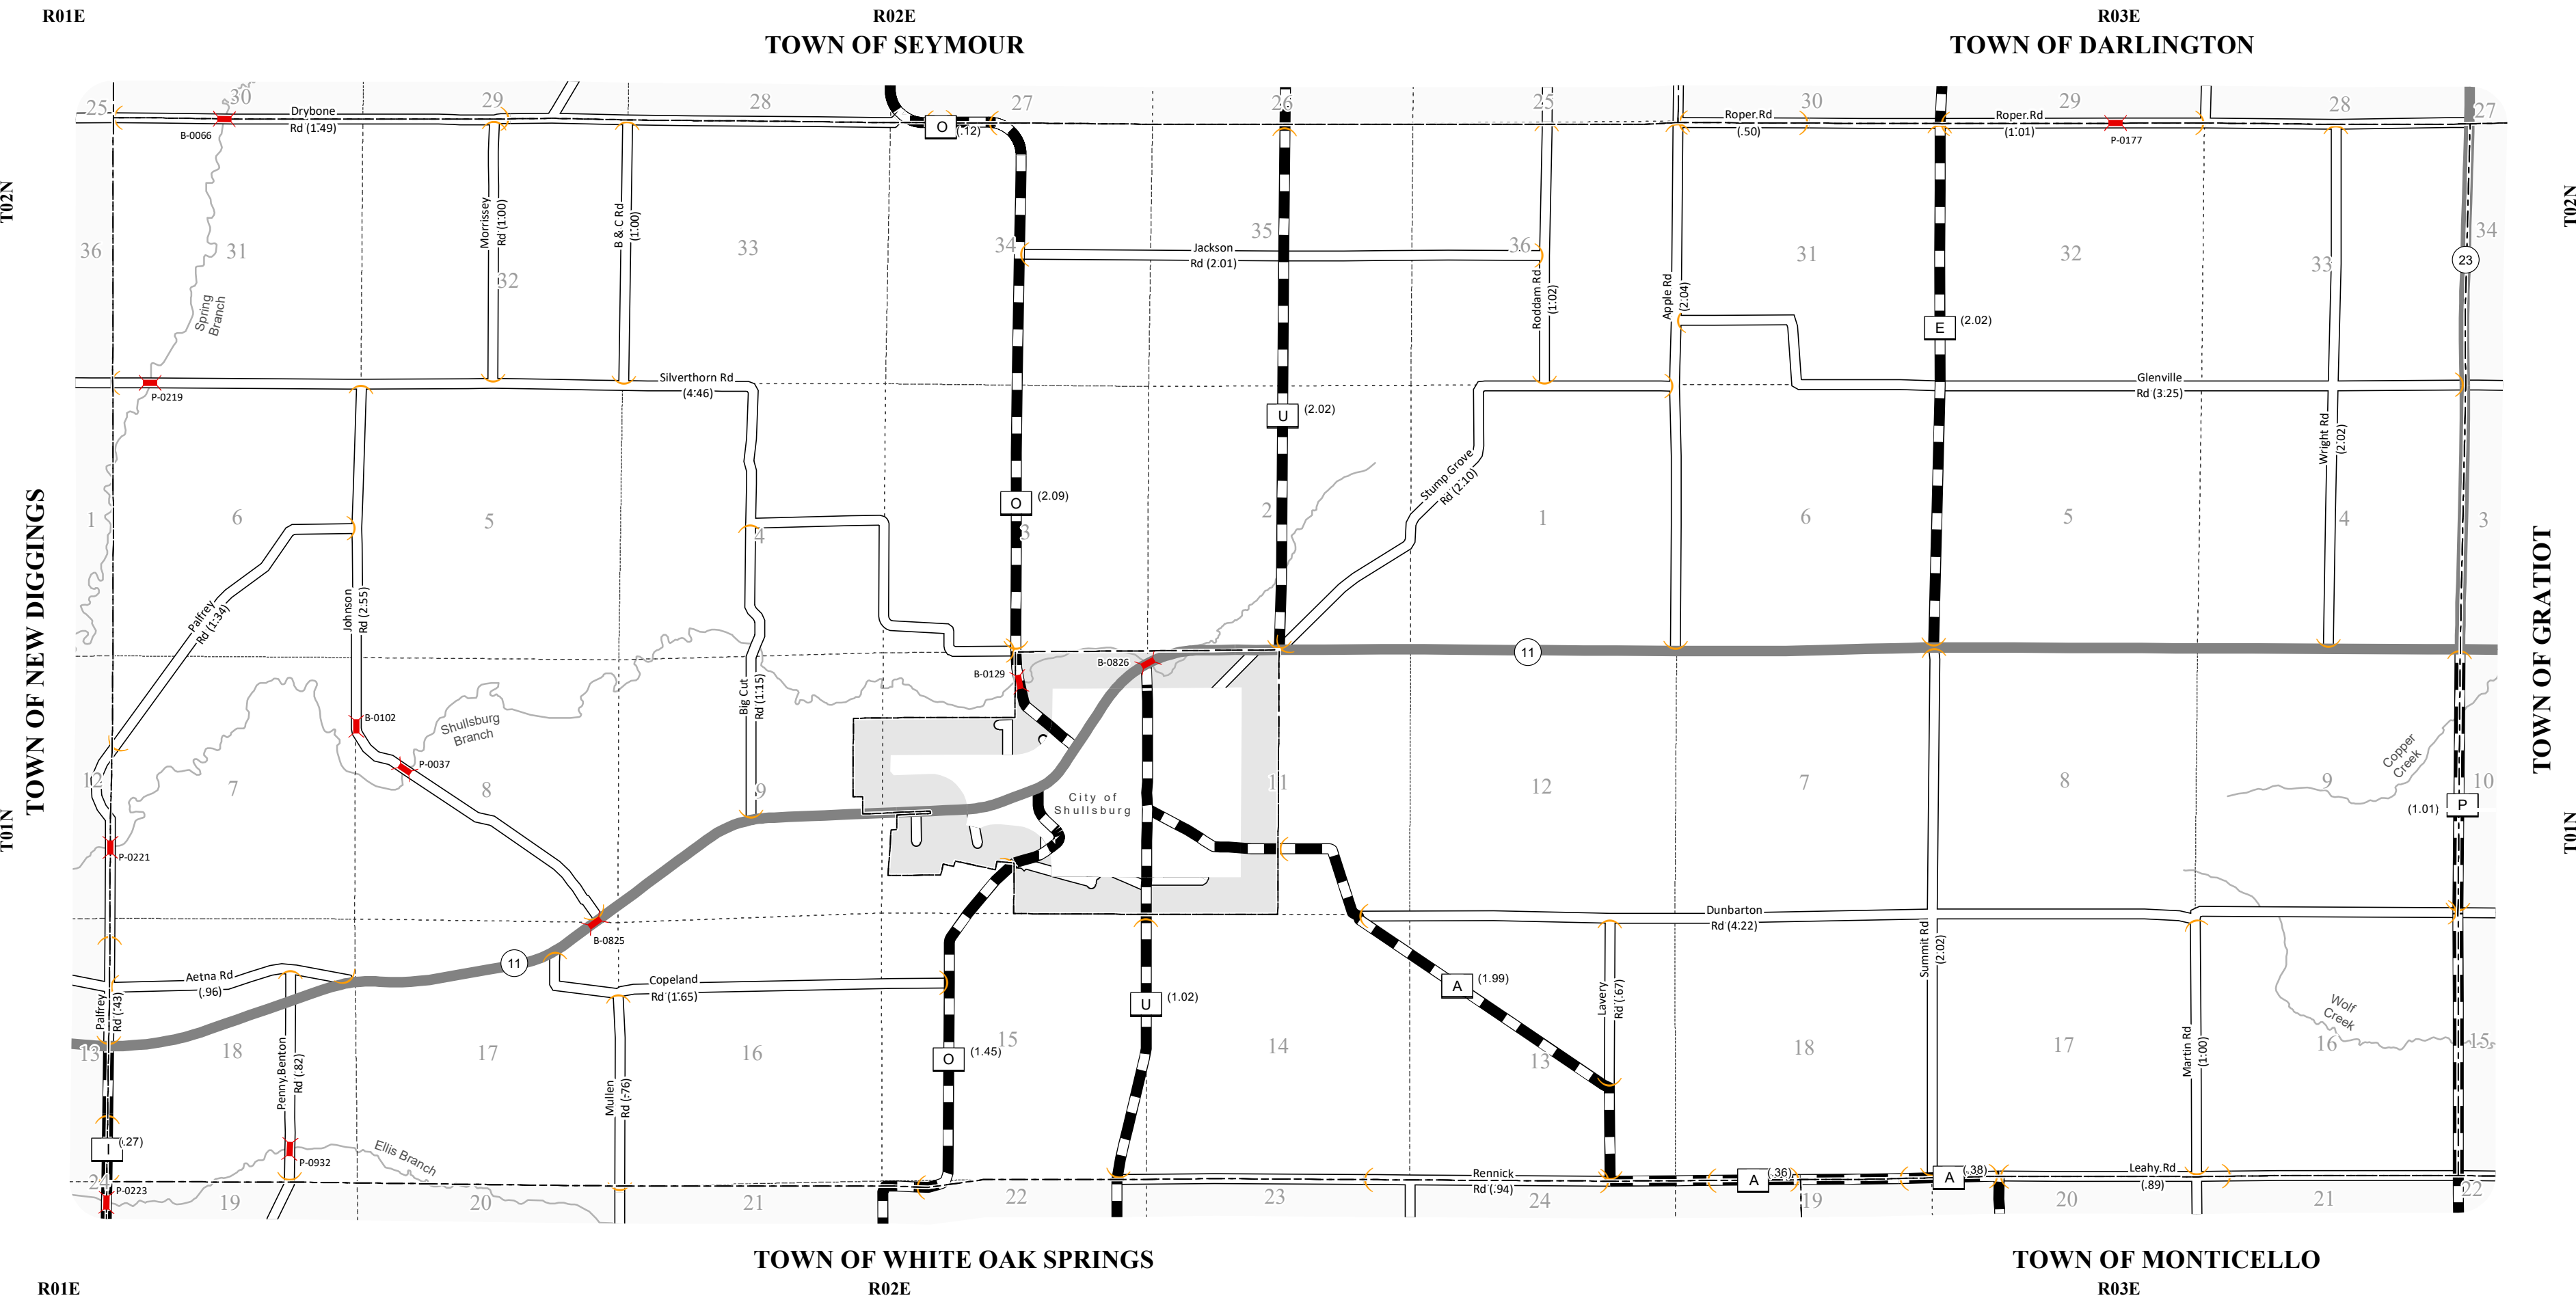 R01E
R02E
R03E
TOWN OF SEYMOUR
TOWN OF DARLINGTON
25
30
29
28
27
26
25
30
29
28
27
Drybone
Rd (1.49)
B-0066
O
(.12)
Roper Rd
(.50)
Roper Rd
(1.01)
P-0177
T02N
T02N
36
31
32
33
34
35
36
31
32
33
34
Morrissey
Rd (1.00)
B & C Rd
(1.00)
Jackson
Rd (2.01)
Roddam Rd
(1.02)
Apple Rd
(2.04)
E
(2.02)
23
Spring
Branch
Silverthorn Rd
(4.46)
P-0219
Glenville
Rd (3.25)
U
(2.02)
Wright Rd
(2.02)
Stump Grove
Rd (2.10)
O
(2.09)
1
6
5
4
3
2
1
6
5
4
3
TOWN OF NEW DIGGINGS
TOWN OF GRATIOT
Palfrey
Rd (1.34)
Johnson
Rd (2.55)
11
B-0826
B-0129
Big Cut
Rd (1.15)
B-0102
Shullsburg
Branch
P-0037
Copper
Creek
12
7
8
9
11
12
7
8
9
10
City of
Shullsburg
(1.01)
P
T01N
T01N
P-0221
Dunbarton
Rd (4.22)
B-0825
11
Aetna Rd
(.96)
Copeland
Rd (1.65)
Summit Rd
(2.02)
A
(1.99)
Lavery
Rd (.67)
U
(1.02)
Palfrey
Rd (.43)
Wolf
Creek
13
18
17
16
15
14
13
18
17
16
15
Penny Benton
Rd (.82)
O
(1.45)
Mullen
Rd (.76)
Martin Rd
(1.00)
I
(.27)
Ellis Branch
P-0932
P-0223
Rennick
Rd (.94)
A
(.36)
A
(.38)
Leahy Rd
(.89)
24
19
20
21
22
23
24
19
20
21
22
TOWN OF WHITE OAK SPRINGS
TOWN OF MONTICELLO
R01E
R02E
R03E